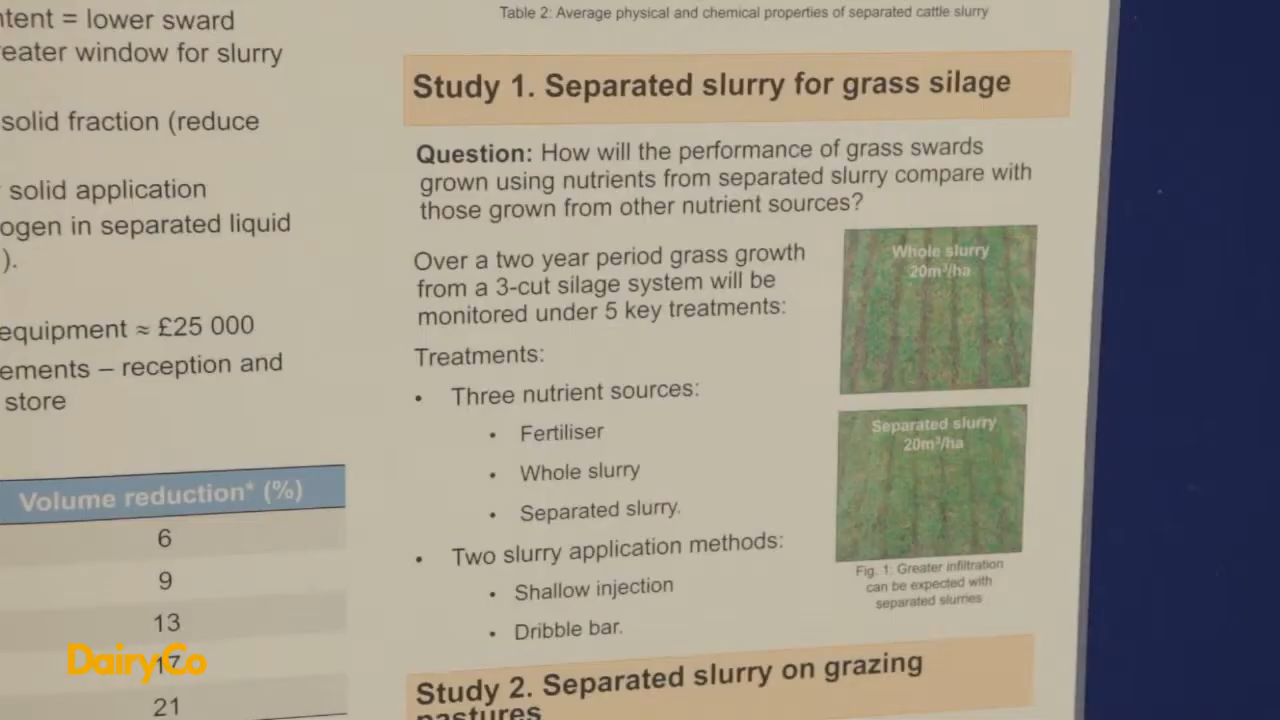 ntent = lower sward
reater window for slurry
solid fraction (reduce
solid application
ogen in separated liquid
).
equipment ≈ £25 000
ements – reception and
store
Volume reduction* (%)
6
9
13
17
21
DairyCo
Table 2: Average physical and chemical properties of separated cattle slurry
Study 1. Separated slurry for grass silage
Question: How will the performance of grass swards
grown using nutrients from separated slurry compare with
those grown from other nutrient sources?
Over a two year period grass growth
from a 3-cut silage system will be
monitored under 5 key treatments:
Treatments:
• Three nutrient sources:
• Fertiliser
• Whole slurry
• Separated slurry.
• Two slurry application methods:
• Shallow injection
• Dribble bar.
Whole slurry
20m³/ha
Separated slurry
20m³/ha
Fig. 1: Greater infiltration
can be expected with
separated slurries
Study 2. Separated slurry on grazing
pastures